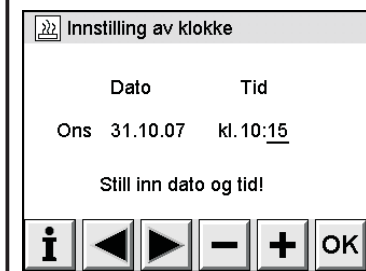 Innstilling av klokke
Dato Tid
Ons 31.10.07 kl.10:15
Still inn dato og tid!
i − + OK